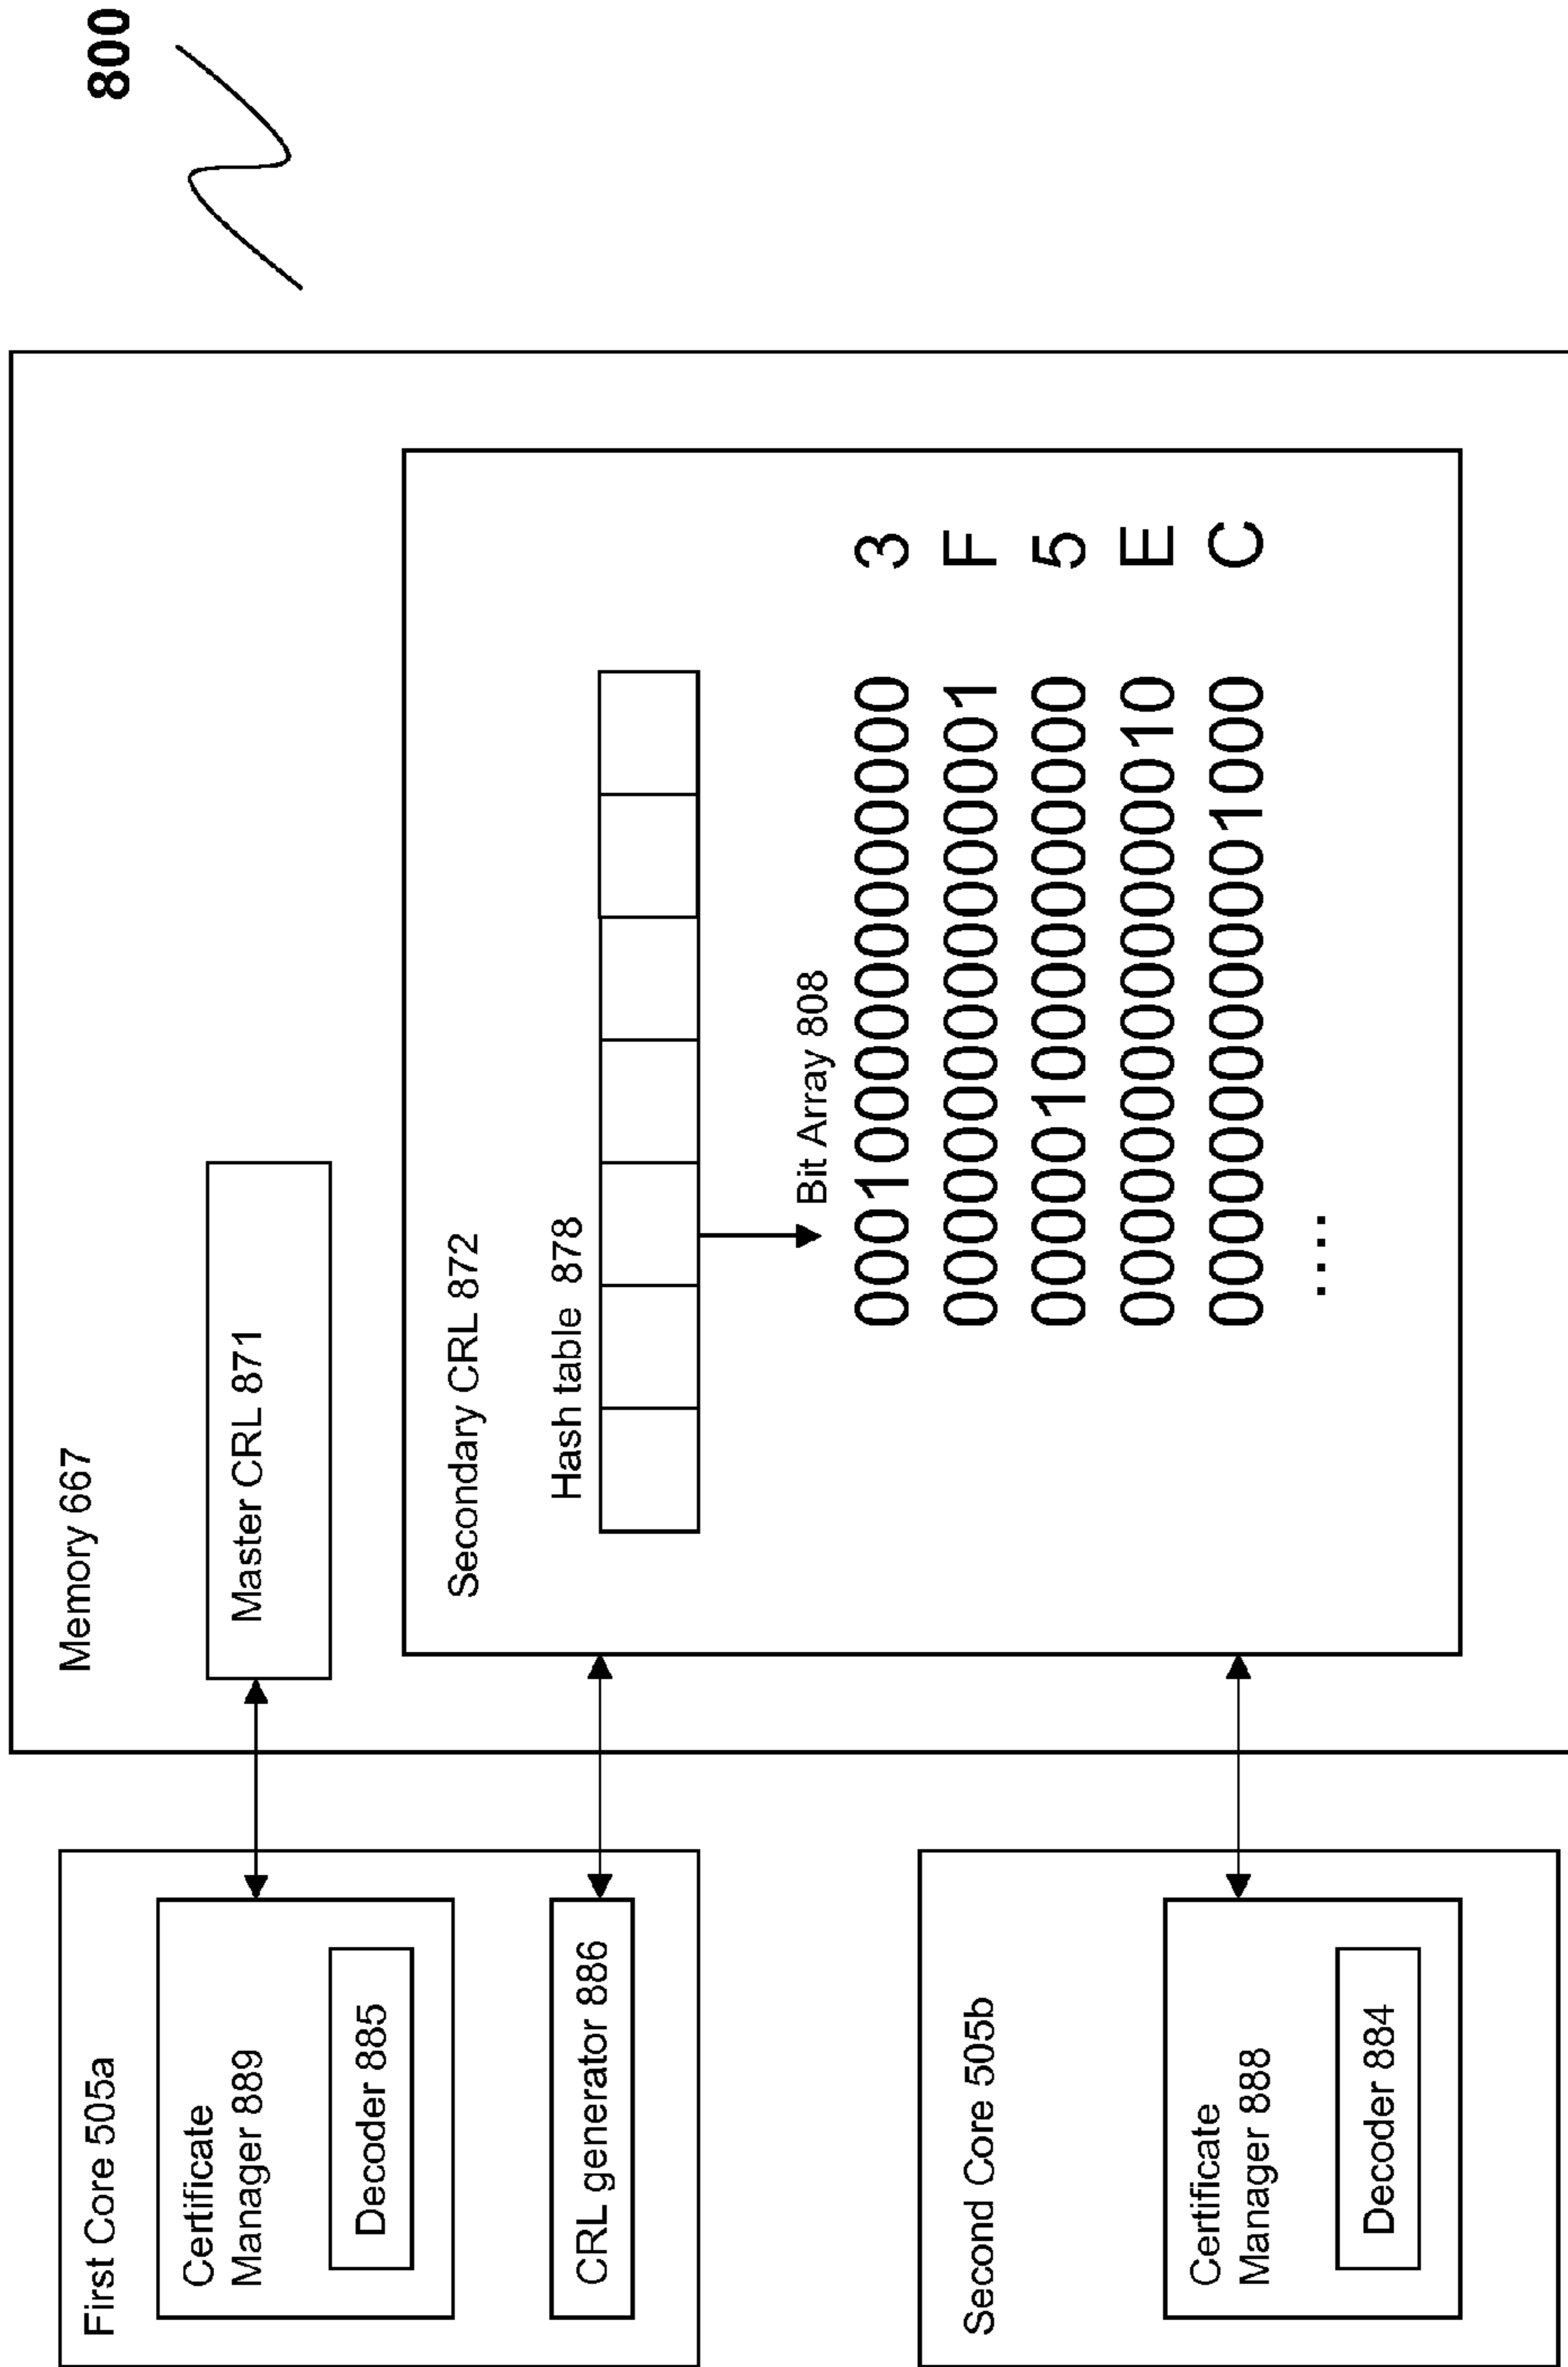 800
First Core 505a
Certificate
Manager 889
Decoder 885
CRL generator 886
Second Core 505b
Certificate
Manager 888
Decoder 884
Memory 667
Master CRL 871
Secondary CRL 872
Hash table 878
Bit Array 808
0001000000000000 3
0000000000000001 F
0000010000000000 5
0000000000000010 E
0000000000001000 C
....